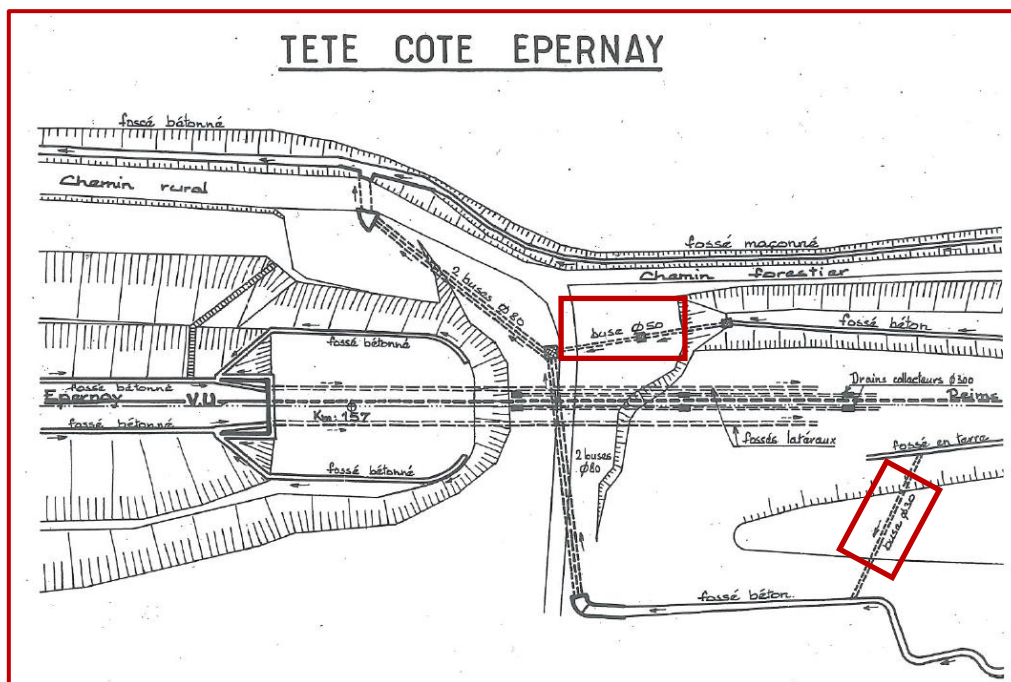 TETE COTE EPERNAY
fossé bétonné
Chemin rural
fossé maçonné
Chemin forestier
2 buses Ø80
buse Ø50
fossé béton
fossé bétonné
fossé bétonné
Drains collecteurs Ø300
Epernay V.U
Reims
Km: 157
fossé bétonné
fossés latéraux
fossé en terre
fossé bétonné
2 buses
Ø80
buse Ø30
fossé béton